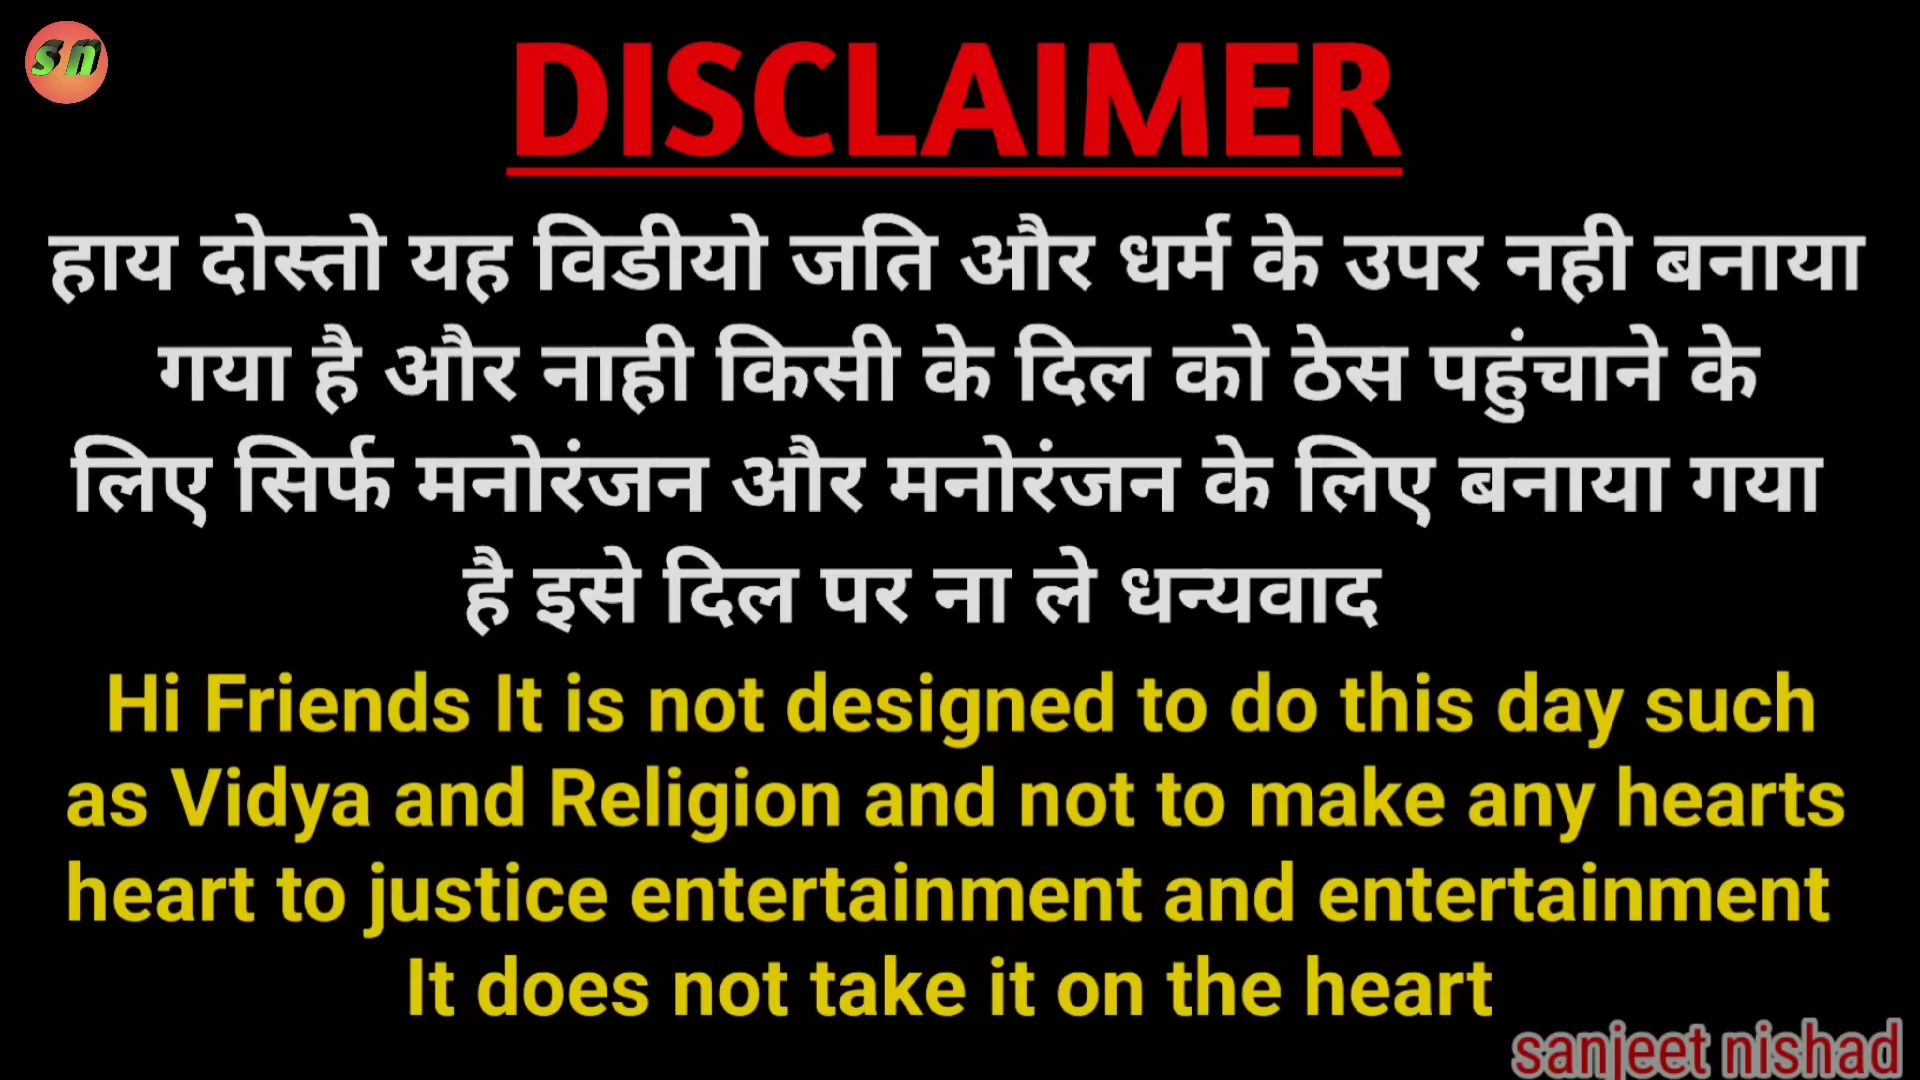 sn
DISCLAIMER
हाय दोस्तो यह विडीयो जति और धर्म के उपर नही बनाया
गया है और नाही किसी के दिल को ठेस पहुंचाने के
लिए सिर्फ मनोरंजन और मनोरंजन के लिए बनाया गया
है इसे दिल पर ना ले धन्यवाद
Hi Friends It is not designed to do this day such
as Vidya and Religion and not to make any hearts
heart to justice entertainment and entertainment
It does not take it on the heart
sanjeet nishad